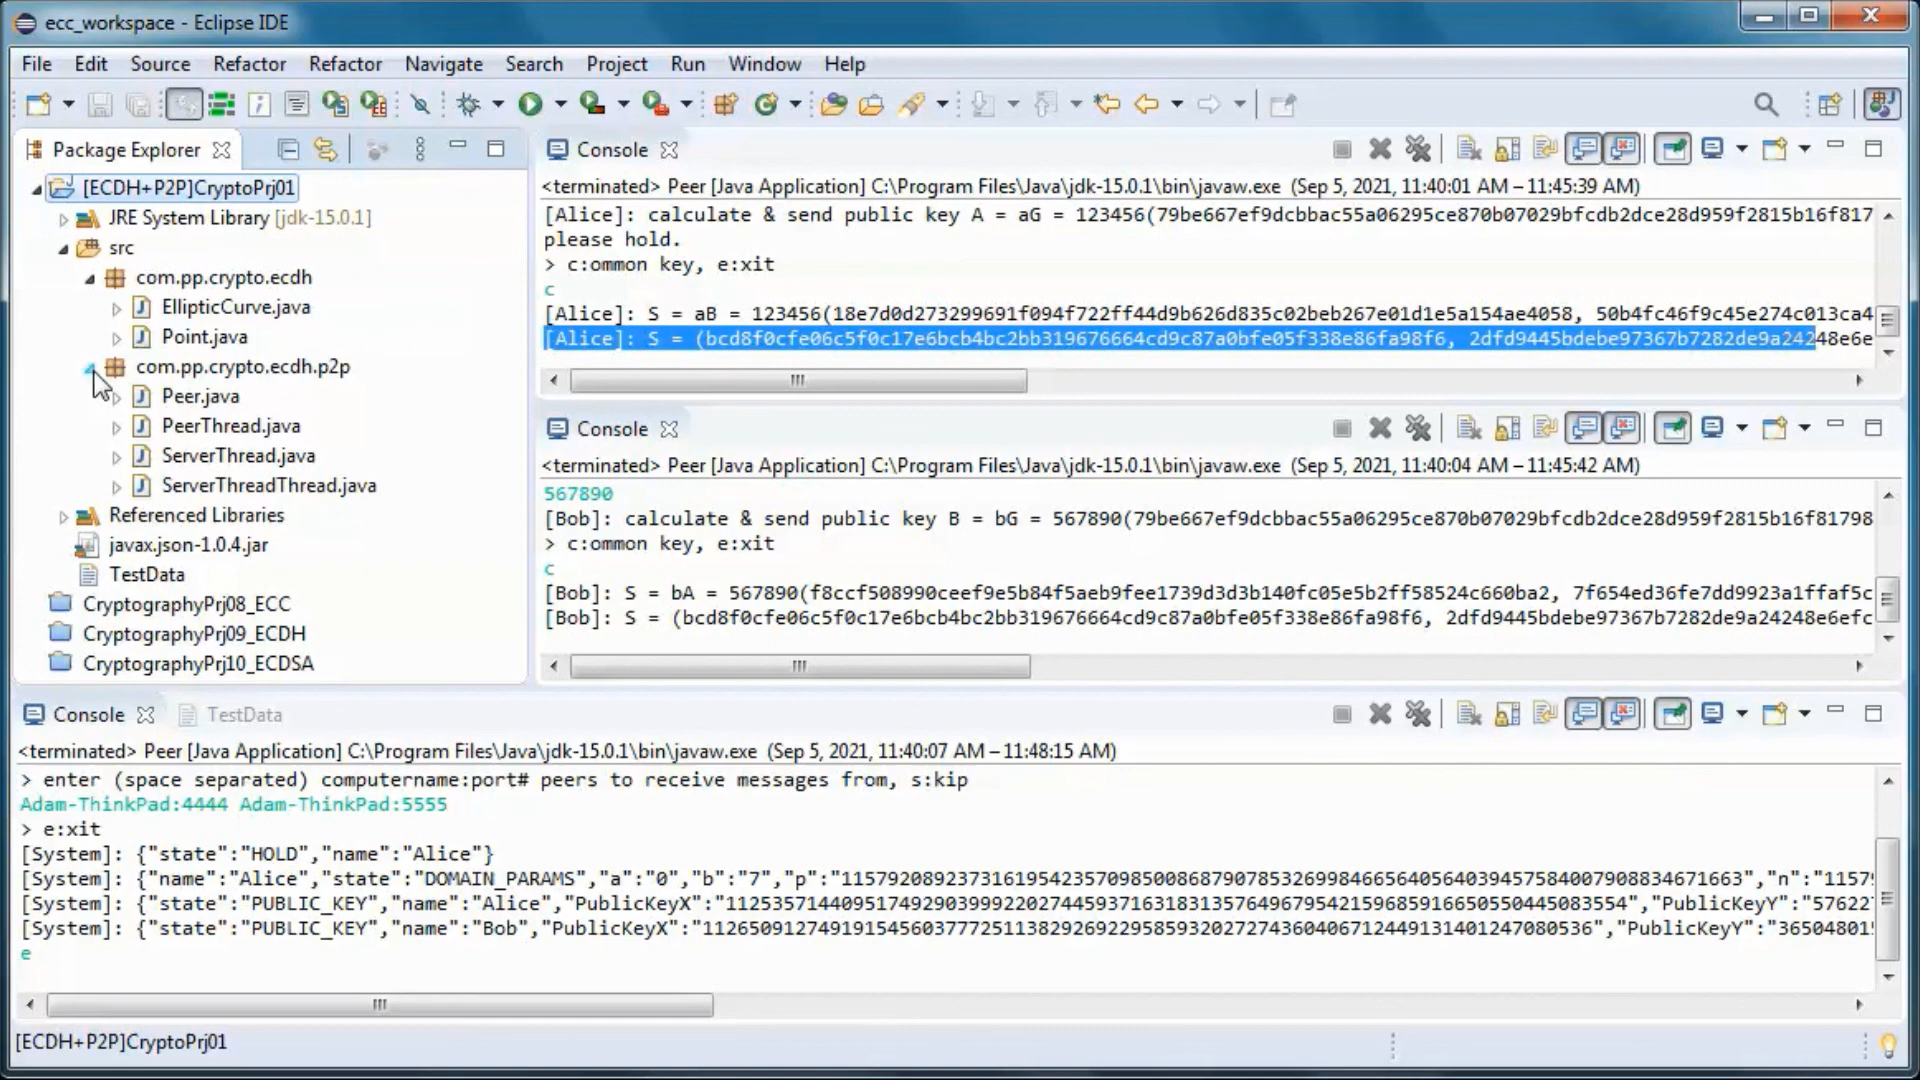 ecc_workspace - Eclipse IDE
File Edit Source Refactor Refactor Navigate Search Project Run Window Help
Package Explorer
[ECDH+P2P]CryptoPrj01
JRE System Library [jdk-15.0.1]
src
com.pp.crypto.ecdh
EllipticCurve.java
Point.java
com.pp.crypto.ecdh.p2p
Peer.java
PeerThread.java
ServerThread.java
ServerThreadThread.java
Referenced Libraries
javax.json-1.0.4.jar
TestData
CryptographyPrj08_ECC
CryptographyPrj09_ECDH
CryptographyPrj10_ECDSA
Console
<terminated> Peer [Java Application] C:\Program Files\Java\jdk-15.0.1\bin\javaw.exe (Sep 5, 2021, 11:40:01 AM – 11:45:39 AM)
[Alice]: calculate & send public key A = aG = 123456(79be667ef9dcbbac55a06295ce870b07029bfcdb2dce28d959f2815b16f817
please hold.
> c:ommon key, e:xit
c
[Alice]: S = aB = 123456(18e7d0d273299691f094f722ff44d9b626d835c02beb267e01d1e5a154ae4058, 50b4fc46f9c45e274c013ca4
[Alice]: S = (bcd8f0cfe06c5f0c17e6bcb4bc2bb319676664cd9c87a0bfe05f338e86fa98f6, 2dfd9445bdebe97367b7282de9a24248e6e
Console
<terminated> Peer [Java Application] C:\Program Files\Java\jdk-15.0.1\bin\javaw.exe (Sep 5, 2021, 11:40:04 AM – 11:45:42 AM)
567890
[Bob]: calculate & send public key B = bG = 567890(79be667ef9dcbbac55a06295ce870b07029bfcdb2dce28d959f2815b16f81798
> c:ommon key, e:xit
c
[Bob]: S = bA = 567890(f8ccf508990ceef9e5b84f5aeb9fee1739d3d3b140fc05e5b2ff58524c660ba2, 7f654ed36fe7dd9923a1ffaf5c
[Bob]: S = (bcd8f0cfe06c5f0c17e6bcb4bc2bb319676664cd9c87a0bfe05f338e86fa98f6, 2dfd9445bdebe97367b7282de9a24248e6efc
Console TestData
<terminated> Peer [Java Application] C:\Program Files\Java\jdk-15.0.1\bin\javaw.exe (Sep 5, 2021, 11:40:07 AM – 11:48:15 AM)
> enter (space separated) computername:port# peers to receive messages from, s:kip
Adam-ThinkPad:4444 Adam-ThinkPad:5555
> e:xit
[System]: {"state":"HOLD","name":"Alice"}
[System]: {"name":"Alice","state":"DOMAIN_PARAMS","a":"0","b":"7","p":"115792089237316195423570985008687907853269984665640564039457584007908834671663","n":"1157
[System]: {"state":"PUBLIC_KEY","name":"Alice","PublicKeyX":"112535714409517492903999220274459371631831357649679542159685916650550445083554","PublicKeyY":"57622
[System]: {"state":"PUBLIC_KEY","name":"Bob","PublicKeyX":"11265091274919154560377725113829269229585932027274360406712449131401247080536","PublicKeyY":"36504801
e
[ECDH+P2P]CryptoPrj01